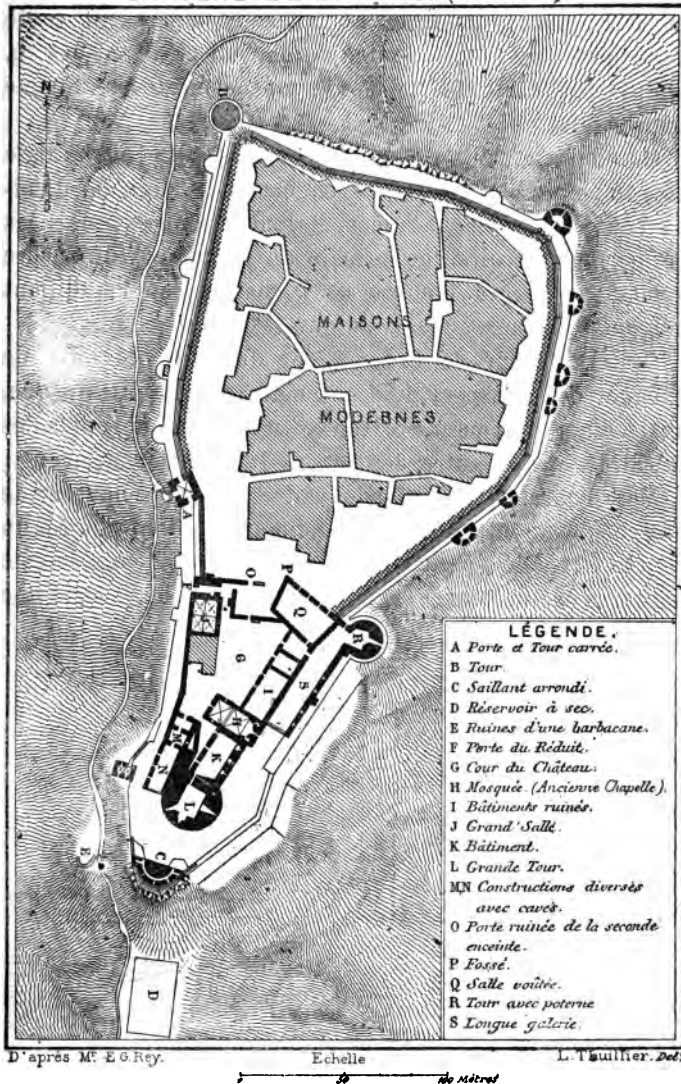 N
B
MAISONS
MODERNES
A
P
O
F
Q
R
G
S
I
H
M
K
N
L
C
E
D
LÉGENDE.
A Porte et Tour carrée.
B Tour.
C Saillant arrondi.
D Réservoir à sec.
E Ruines d'une barbacane.
F Porte du Réduit.
G Cour du Château.
H Mosquée (Ancienne Chapelle).
I Bâtiments ruinés.
J Grand'Salle.
K Bâtiment.
L Grande Tour.
M,N Constructions diverses
avec caves.
O Porte ruinée de la seconde
enceinte.
P Fossé.
Q Salle voûtée.
R Tour avec poterne
S Longue galerie.
D'après Mr. E G. Rey.
Echelle
L. Thuillier. Del
0 50 100 Mètres